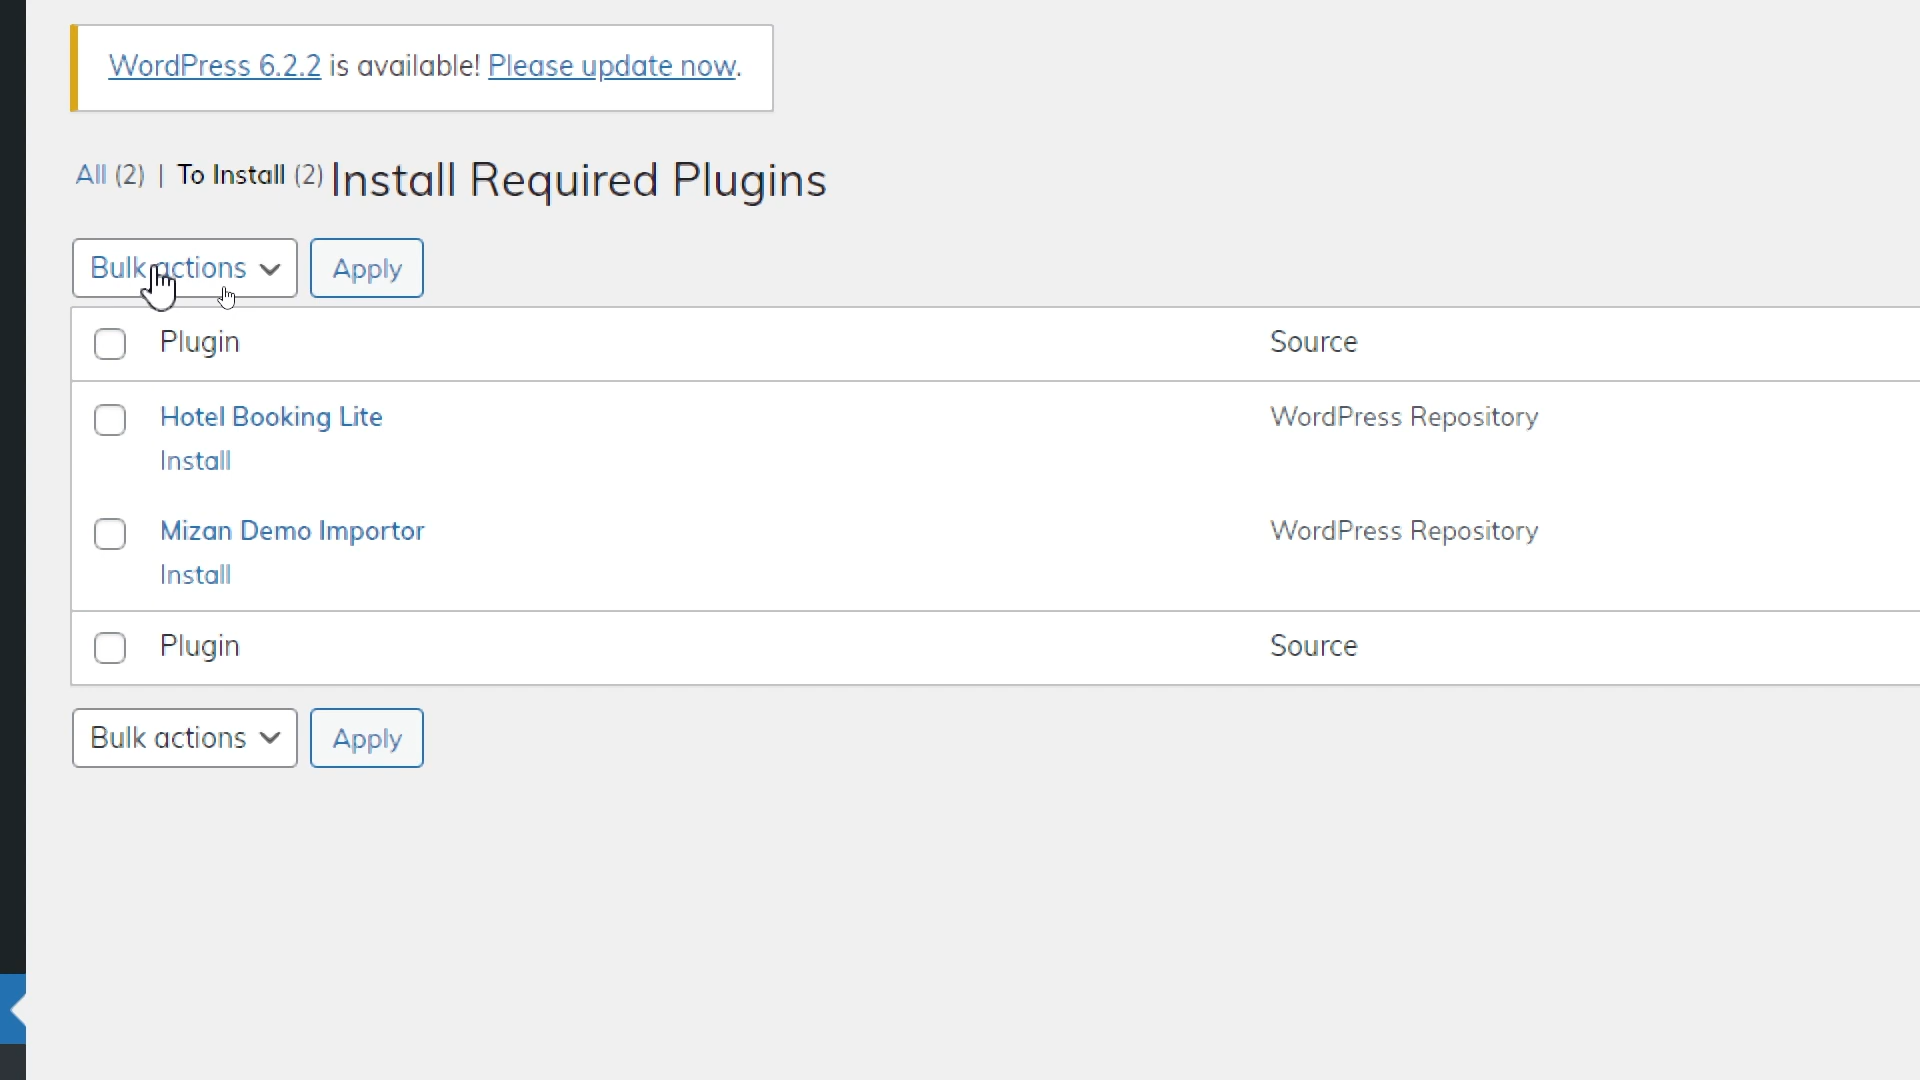 WordPress 6.2.2 is available! Please update now.
All (2) | To Install (2) Install Required Plugins
Bulk actions Apply
Plugin Source
Hotel Booking Lite WordPress Repository
Install
Mizan Demo Importor WordPress Repository
Install
Plugin Source
Bulk actions Apply